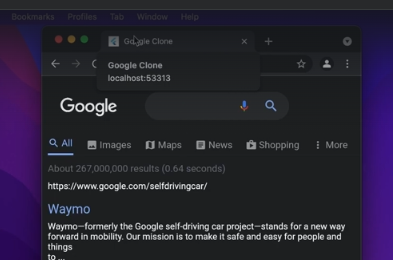 Bookmarks Profiles Tab Window Help
Google Clone
Google Clone
localhost:53313
Google
All Images Maps News Shopping More
About 267,000,000 results (0.64 seconds)
https://www.google.com/selfdrivingcar/
Waymo
Waymo—formerly the Google self-driving car project—stands for a new way
forward in mobility. Our mission is to make it safe and easy for people and
things
to ...